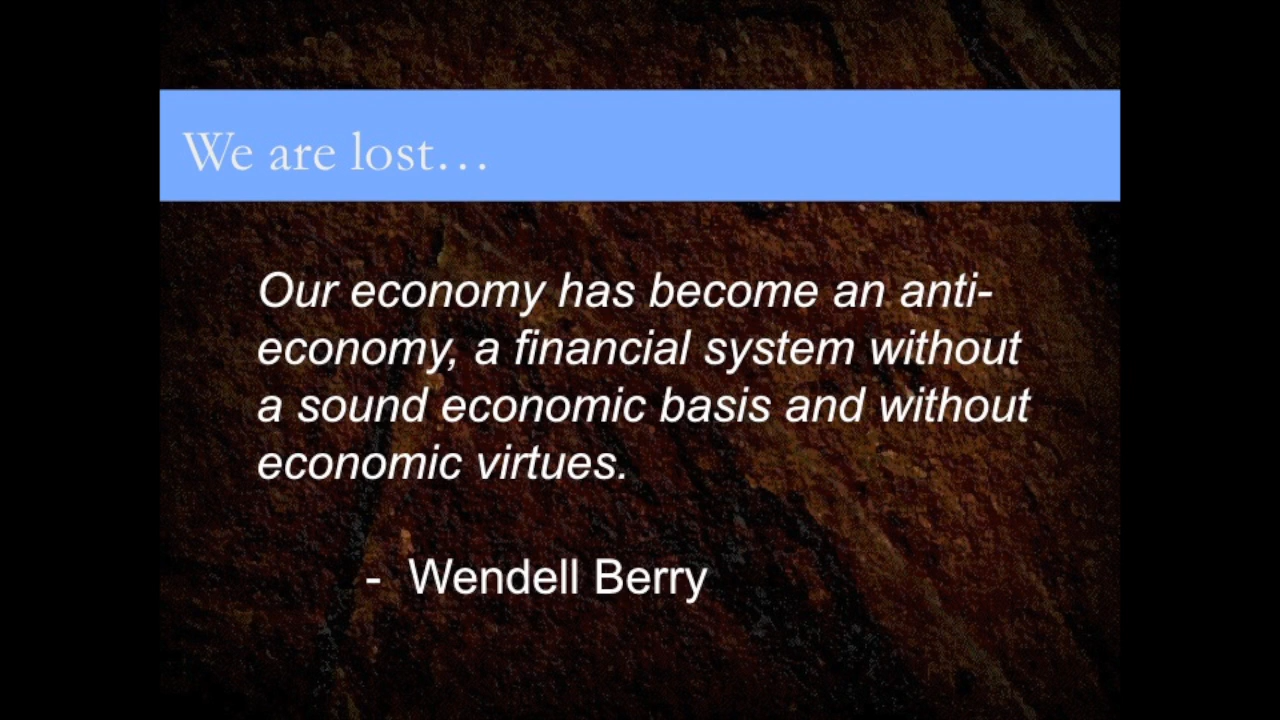 We are lost…
Our economy has become an anti-
economy, a financial system without
a sound economic basis and without
economic virtues.
- Wendell Berry